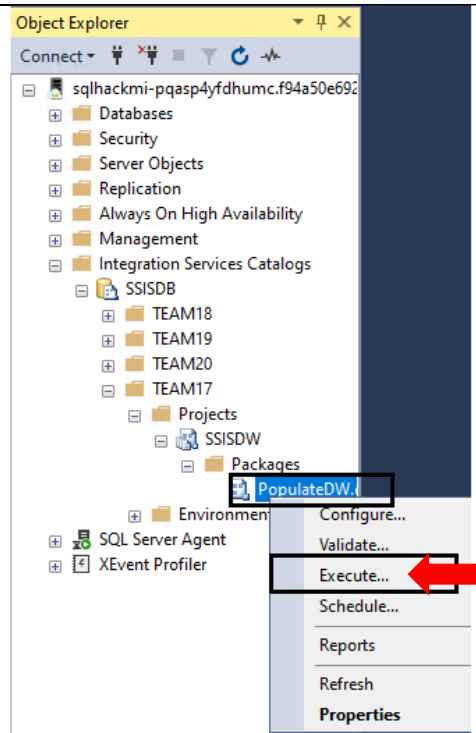 Object Explorer
Connect
sqlhackmi-pqasp4yfdhumc.f94a50e692
Databases
Security
Server Objects
Replication
Always On High Availability
Management
Integration Services Catalogs
SSISDB
TEAM18
TEAM19
TEAM20
TEAM17
Projects
SSISDW
Packages
PopulateDW.
Environmen
Configure...
SQL Server Agent
Validate...
XEvent Profiler
Execute...
Schedule...
Reports
Refresh
Properties